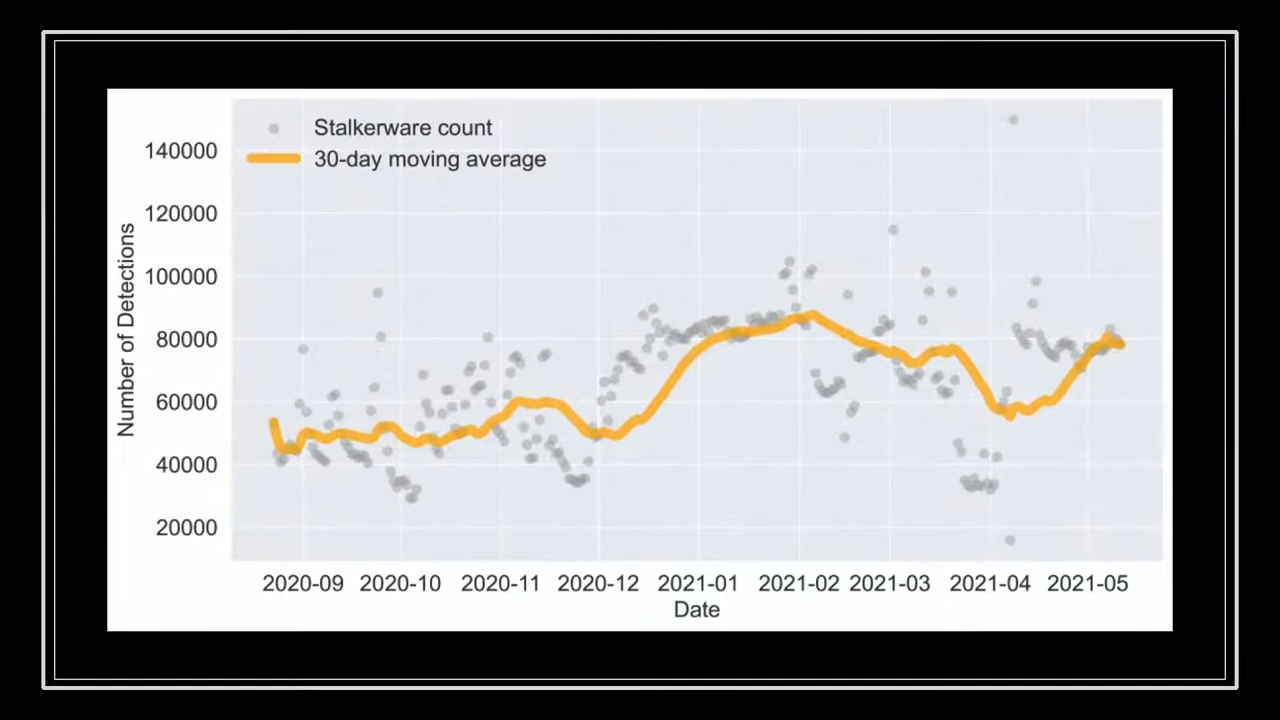 Stalkerware count
30-day moving average
140000
120000
100000
80000
60000
40000
20000
Number of Detections
2020-09 2020-10 2020-11 2020-12 2021-01 2021-02 2021-03 2021-04 2021-05
Date